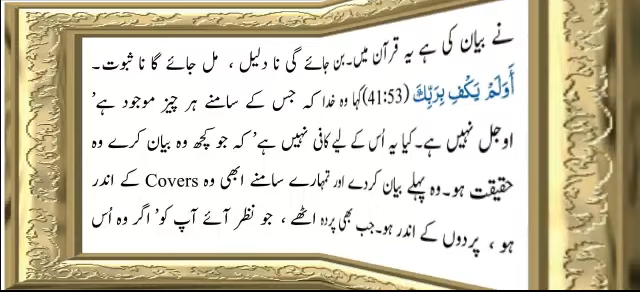 نے بیان کی ہے یہ قرآن میں۔بن جائے گی نا دلیل ، مل جائے گا نا ثبوت۔
أَوَلَمْ يَكْفِ بِرَبِّكَ (41:53) کہا وہ خدا کہ جس کے سامنے ہر چیز موجود ہے'
اوجھل نہیں ہے۔کیا یہ اُس کے لیے کافی نہیں ہے' کہ جو کچھ وہ بیان کرے وہ
حقیقت ہو۔وہ پہلے بیان کردے اور تمہارے سامنے ابھی وہ Covers کے اندر
ہو ، پردوں کے اندر ہو۔جب بھی پردہ اٹھے ، جو نظر آئے آپ کو' اگر وہ اُس